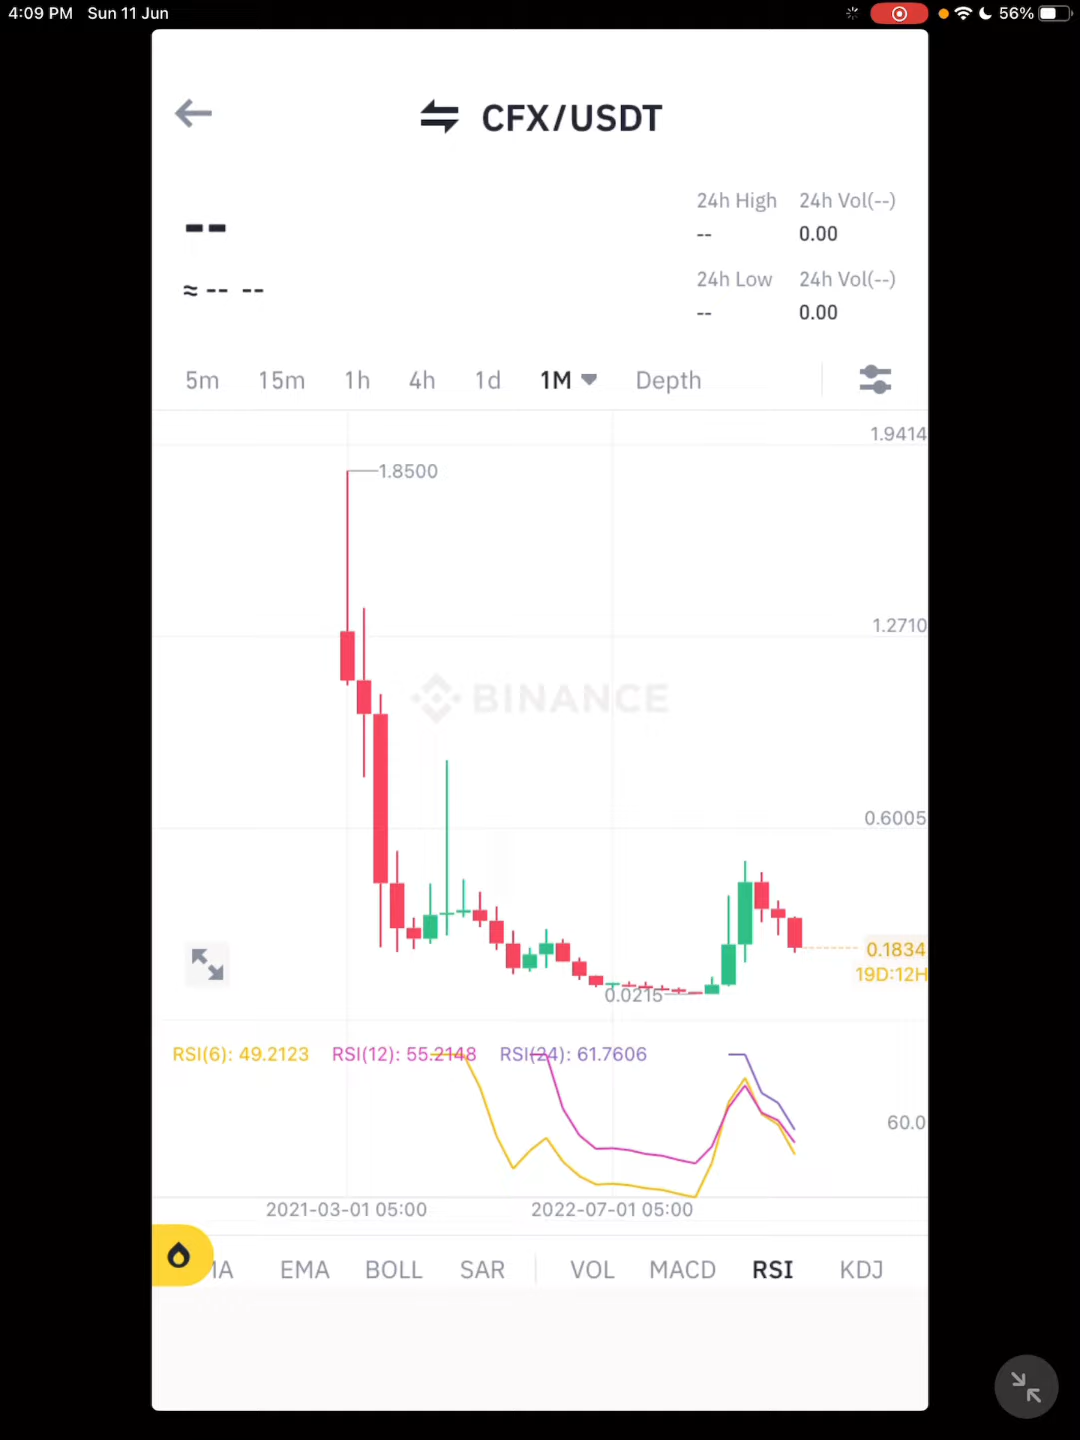 4:09 PM Sun 11 Jun 56%
CFX/USDT
24h High 24h Vol(--)
-- -- 0.00
≈ -- -- 24h Low 24h Vol(--)
-- 0.00
5m 15m 1h 4h 1d 1M Depth
1.9414
1.8500
1.2710
BINANCE
0.6005
0.1834
19D:12H
0.0215
RSI(6): 49.2123 RSI(12): 55.2148 RSI(24): 61.7606
60.0
2021-03-01 05:00 2022-07-01 05:00
MA EMA BOLL SAR VOL MACD RSI KDJ